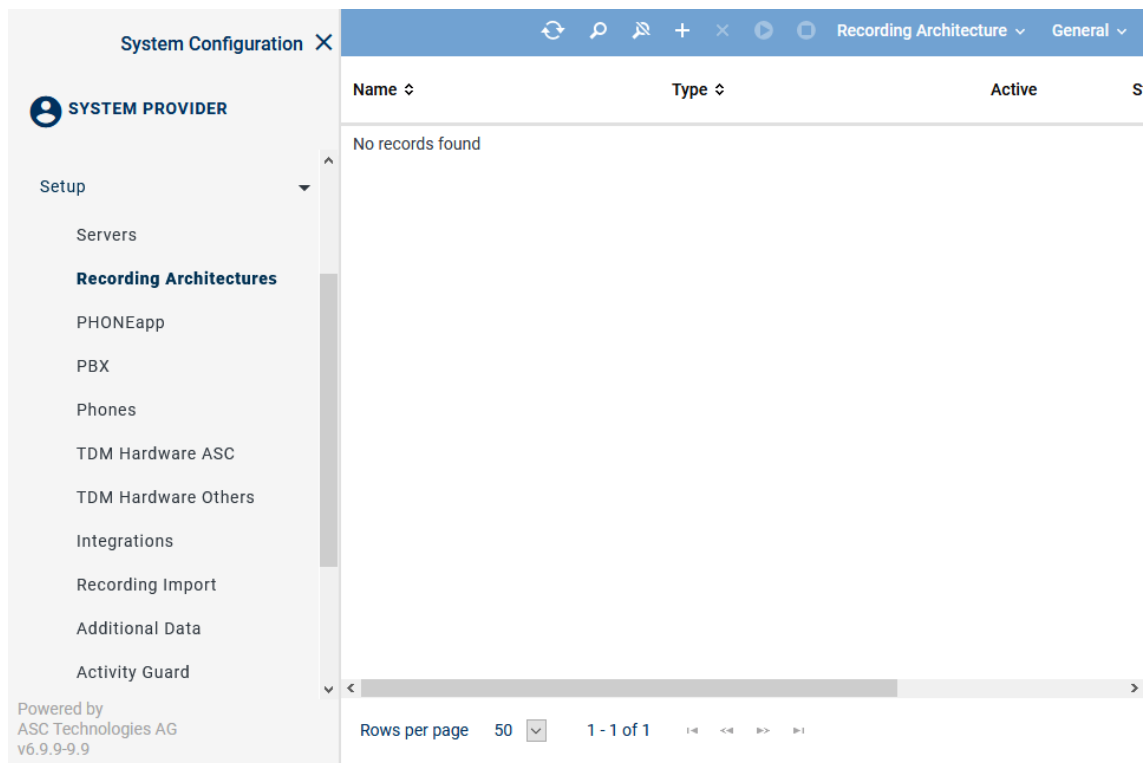 System Configuration
Recording Architecture
General
SYSTEM PROVIDER
Name
Type
Active
S
No records found
Setup
Servers
Recording Architectures
PHONEapp
PBX
Phones
TDM Hardware ASC
TDM Hardware Others
Integrations
Recording Import
Additional Data
Activity Guard
Powered by
ASC Technologies AG
v6.9.9-9.9
Rows per page 50 1 - 1 of 1